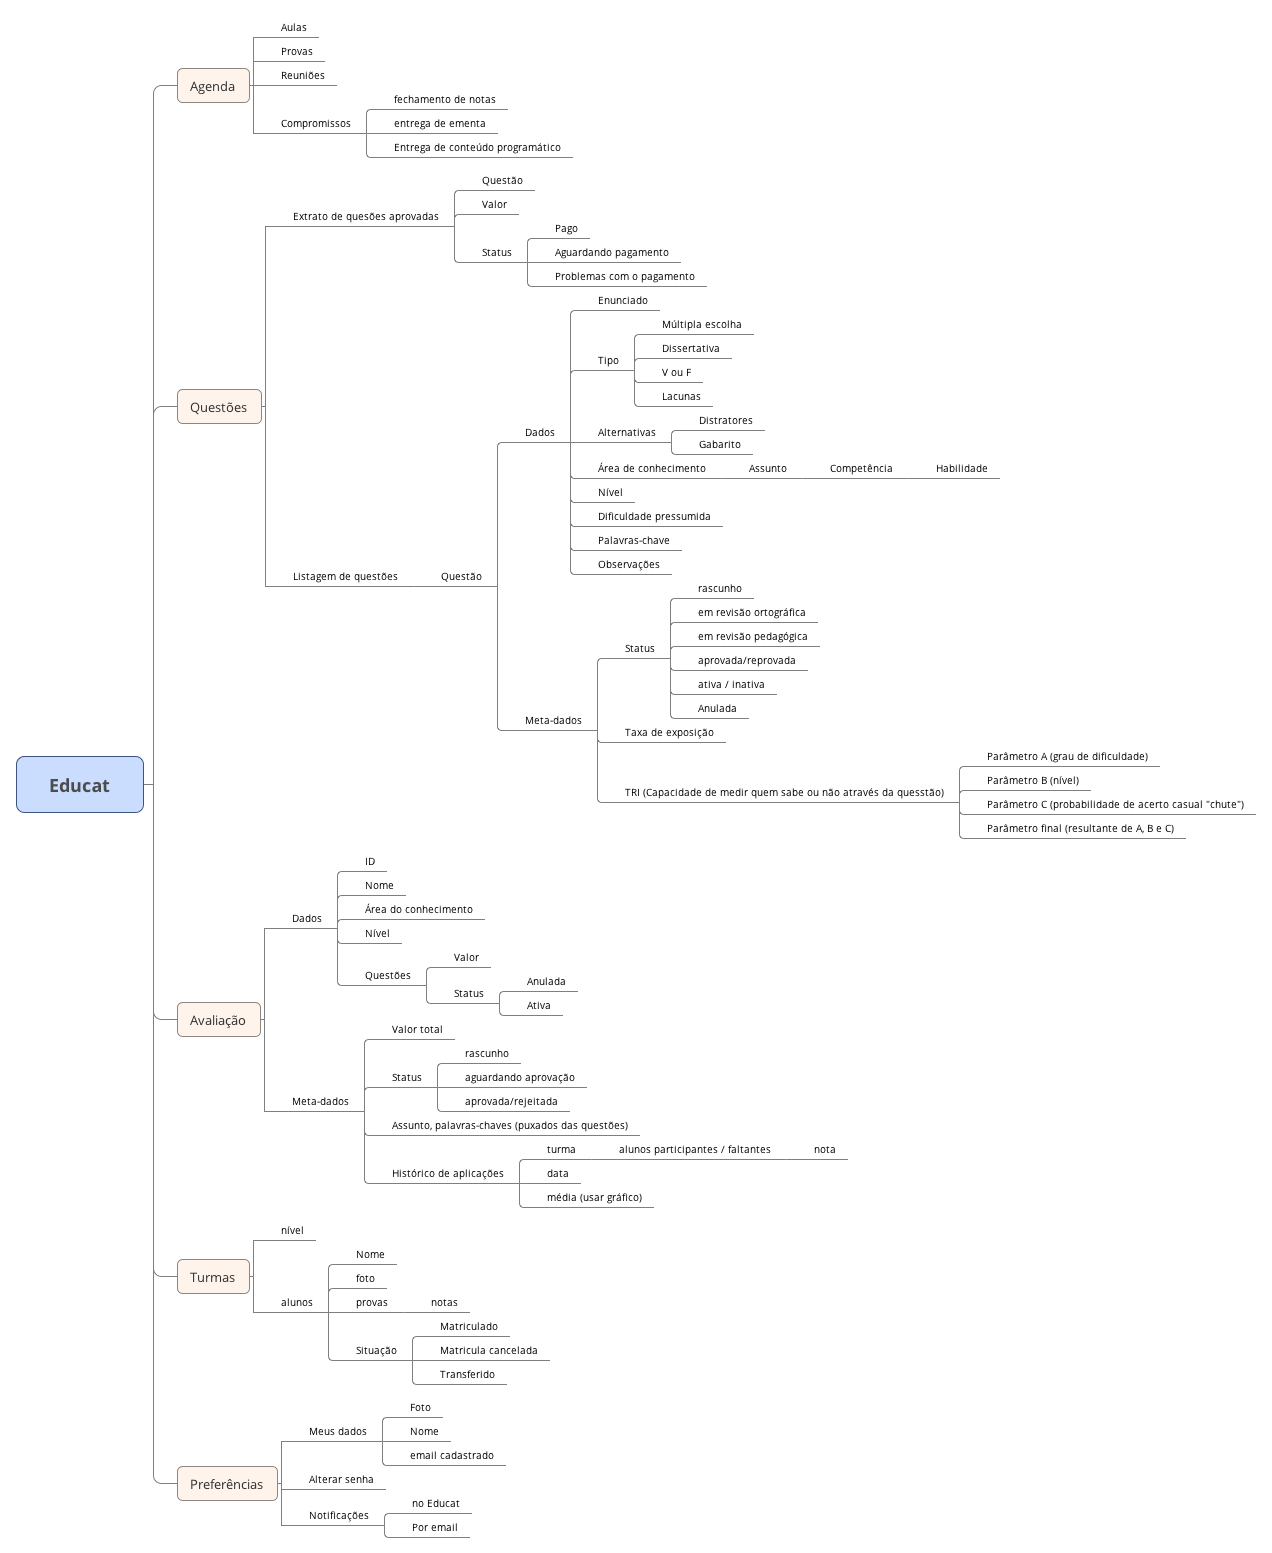 Aulas
Provas
Agenda
Reuniões
fechamento de notas
Compromissos
entrega de ementa
Entrega de conteúdo programático
Questão
Extrato de quesões aprovadas
Valor
Pago
Status
Aguardando pagamento
Problemas com o pagamento
Enunciado
Múltipla escolha
Tipo
Dissertativa
V ou F
Lacunas
Questões
Distratores
Dados
Alternativas
Gabarito
Área de conhecimento Assunto Competência Habilidade
Nível
Dificuldade pressumida
Palavras-chave
Observações
Listagem de questões Questão
rascunho
em revisão ortográfica
em revisão pedagógica
Status
aprovada/reprovada
ativa / inativa
Anulada
Meta-dados
Taxa de exposição
Educat
Parâmetro A (grau de dificuldade)
Parâmetro B (nível)
TRI (Capacidade de medir quem sabe ou não através da quesstão)
Parâmetro C (probabilidade de acerto casual "chute")
Parâmetro final (resultante de A, B e C)
ID
Nome
Dados
Área do conhecimento
Nível
Valor
Questões
Anulada
Status
Ativa
Avaliação
Valor total
rascunho
Status
aguardando aprovação
aprovada/rejeitada
Meta-dados
Assunto, palavras-chaves (puxados das questões)
turma alunos participantes / faltantes nota
Histórico de aplicações
data
média (usar gráfico)
nível
Nome
Turmas
foto
alunos
provas notas
Matriculado
Situação
Matricula cancelada
Transferido
Foto
Meus dados
Nome
email cadastrado
Preferências
Alterar senha
no Educat
Notificações
Por email